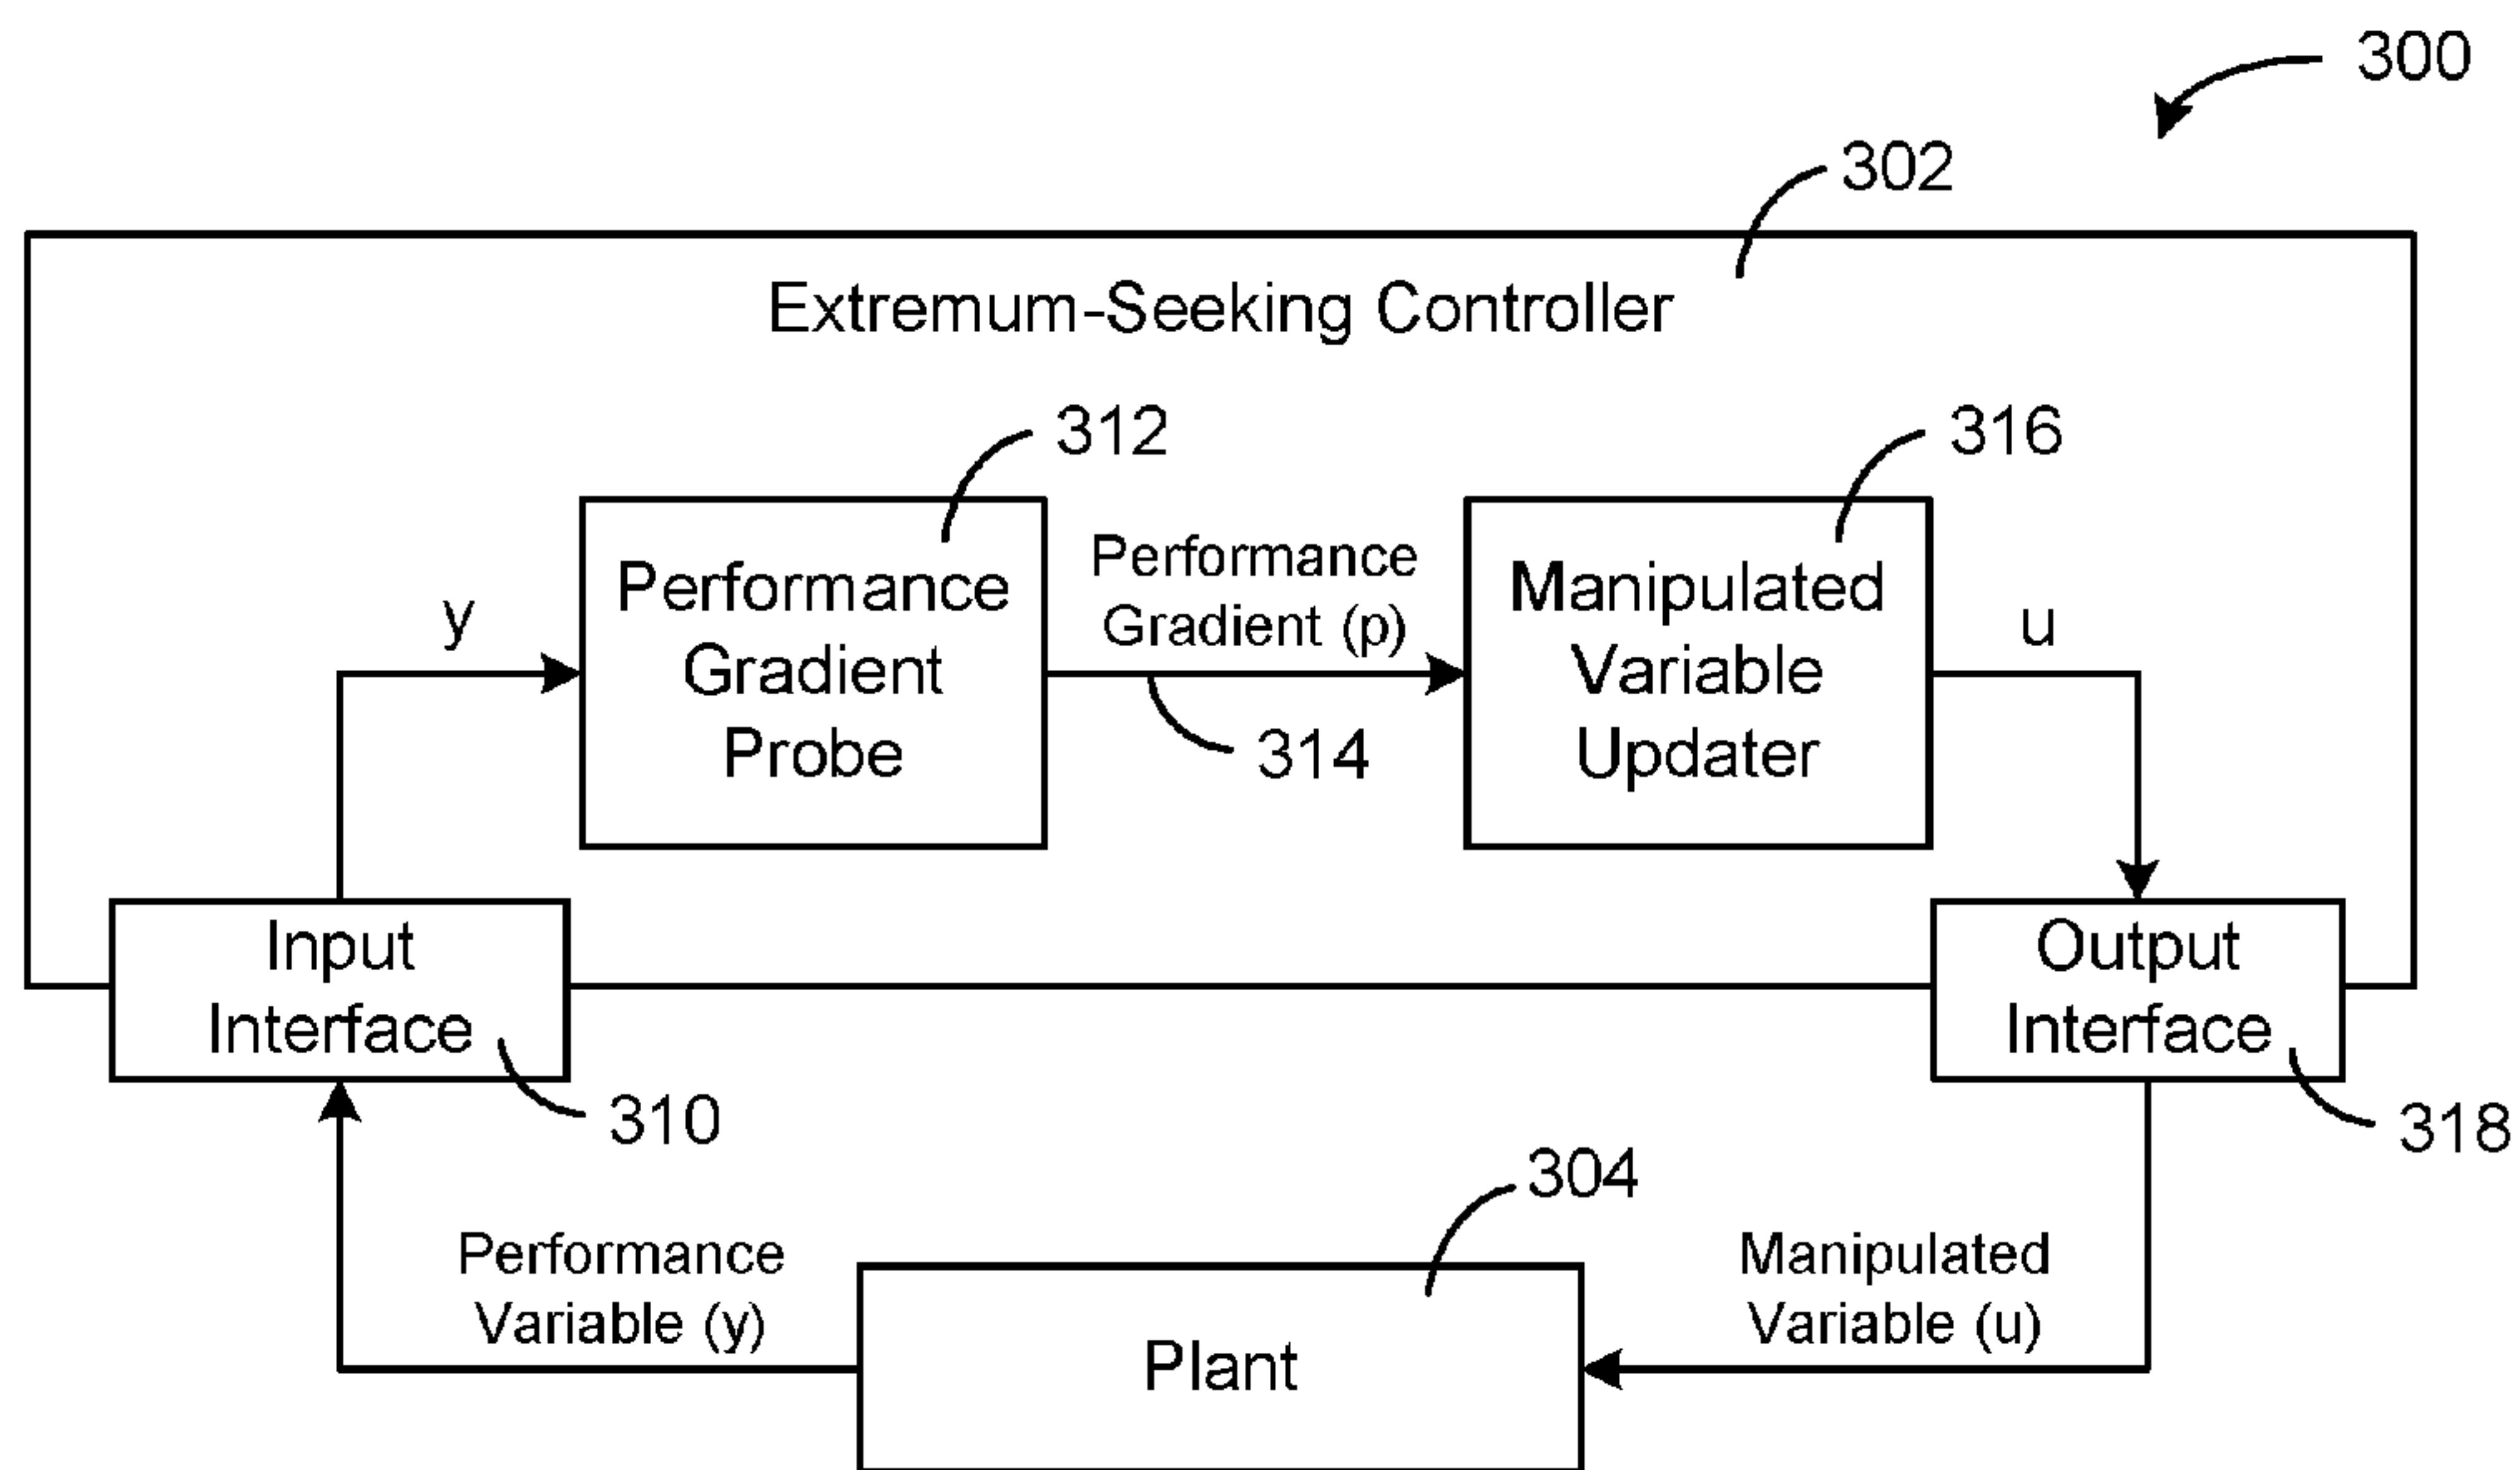 300
302
Extremum-Seeking Controller
312
316
Performance
Gradient
Probe
Performance
Gradient (p)
314
Manipulated
Variable
Updater
y
u
Input
Interface
310
Output
Interface
318
304
Performance
Variable (y)
Plant
Manipulated
Variable (u)